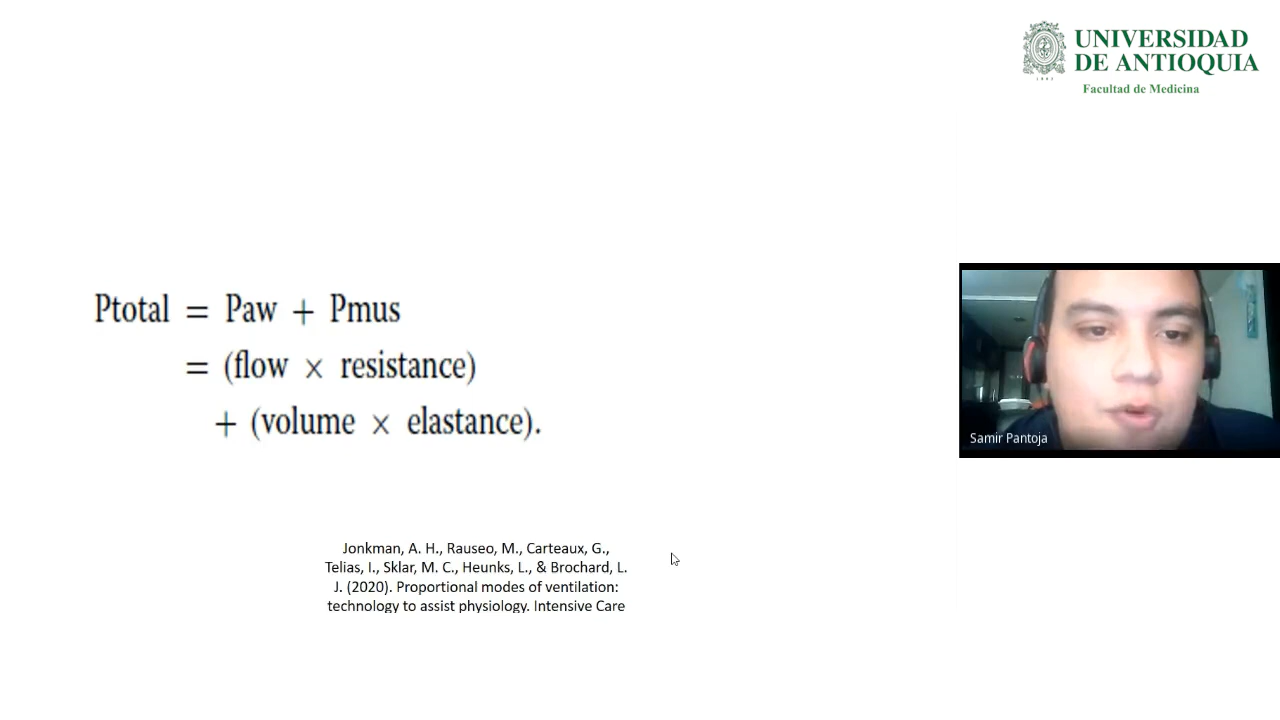 UNIVERSIDAD
DE ANTIOQUIA
1803
Facultad de Medicina
Ptotal = Paw + Pmus
= (flow × resistance)
+ (volume × elastance).
Samir Pantoja
Jonkman, A. H., Rauseo, M., Carteaux, G.,
Telias, I., Sklar, M. C., Heunks, L., & Brochard, L.
J. (2020). Proportional modes of ventilation:
technology to assist physiology. Intensive Care